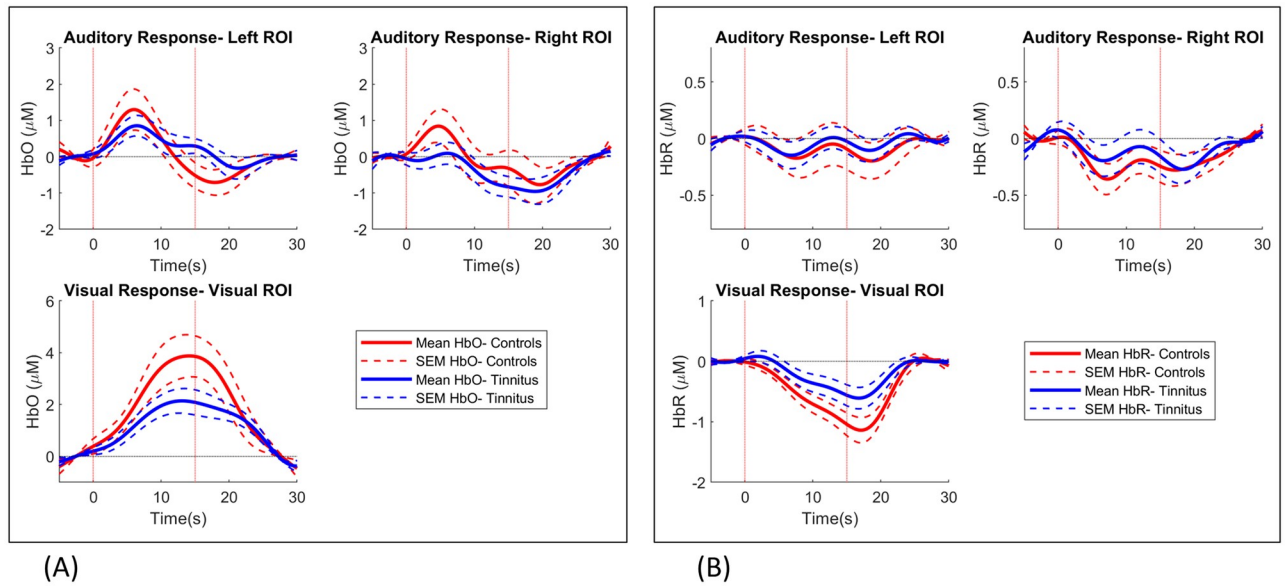 Auditory Response- Left ROI
3
2
1
0
-1
-2
HbO (μM)
0 10 20 30
Time(s)
Auditory Response- Right ROI
3
2
1
0
-1
-2
HbO (μM)
0 10 20 30
Time(s)
Visual Response- Visual ROI
6
4
2
0
HbO (μM)
0 10 20 30
Time(s)
Mean HbO- Controls
SEM HbO- Controls
Mean HbO- Tinnitus
SEM HbO- Tinnitus
(A)
Auditory Response- Left ROI
0.5
0
-0.5
HbR (μM)
0 10 20 30
Time(s)
Auditory Response- Right ROI
0.5
0
-0.5
HbR (μM)
0 10 20 30
Time(s)
Visual Response- Visual ROI
1
0
-1
-2
HbR (μM)
0 10 20 30
Time(s)
Mean HbR- Controls
SEM HbR- Controls
Mean HbR- Tinnitus
SEM HbR- Tinnitus
(B)